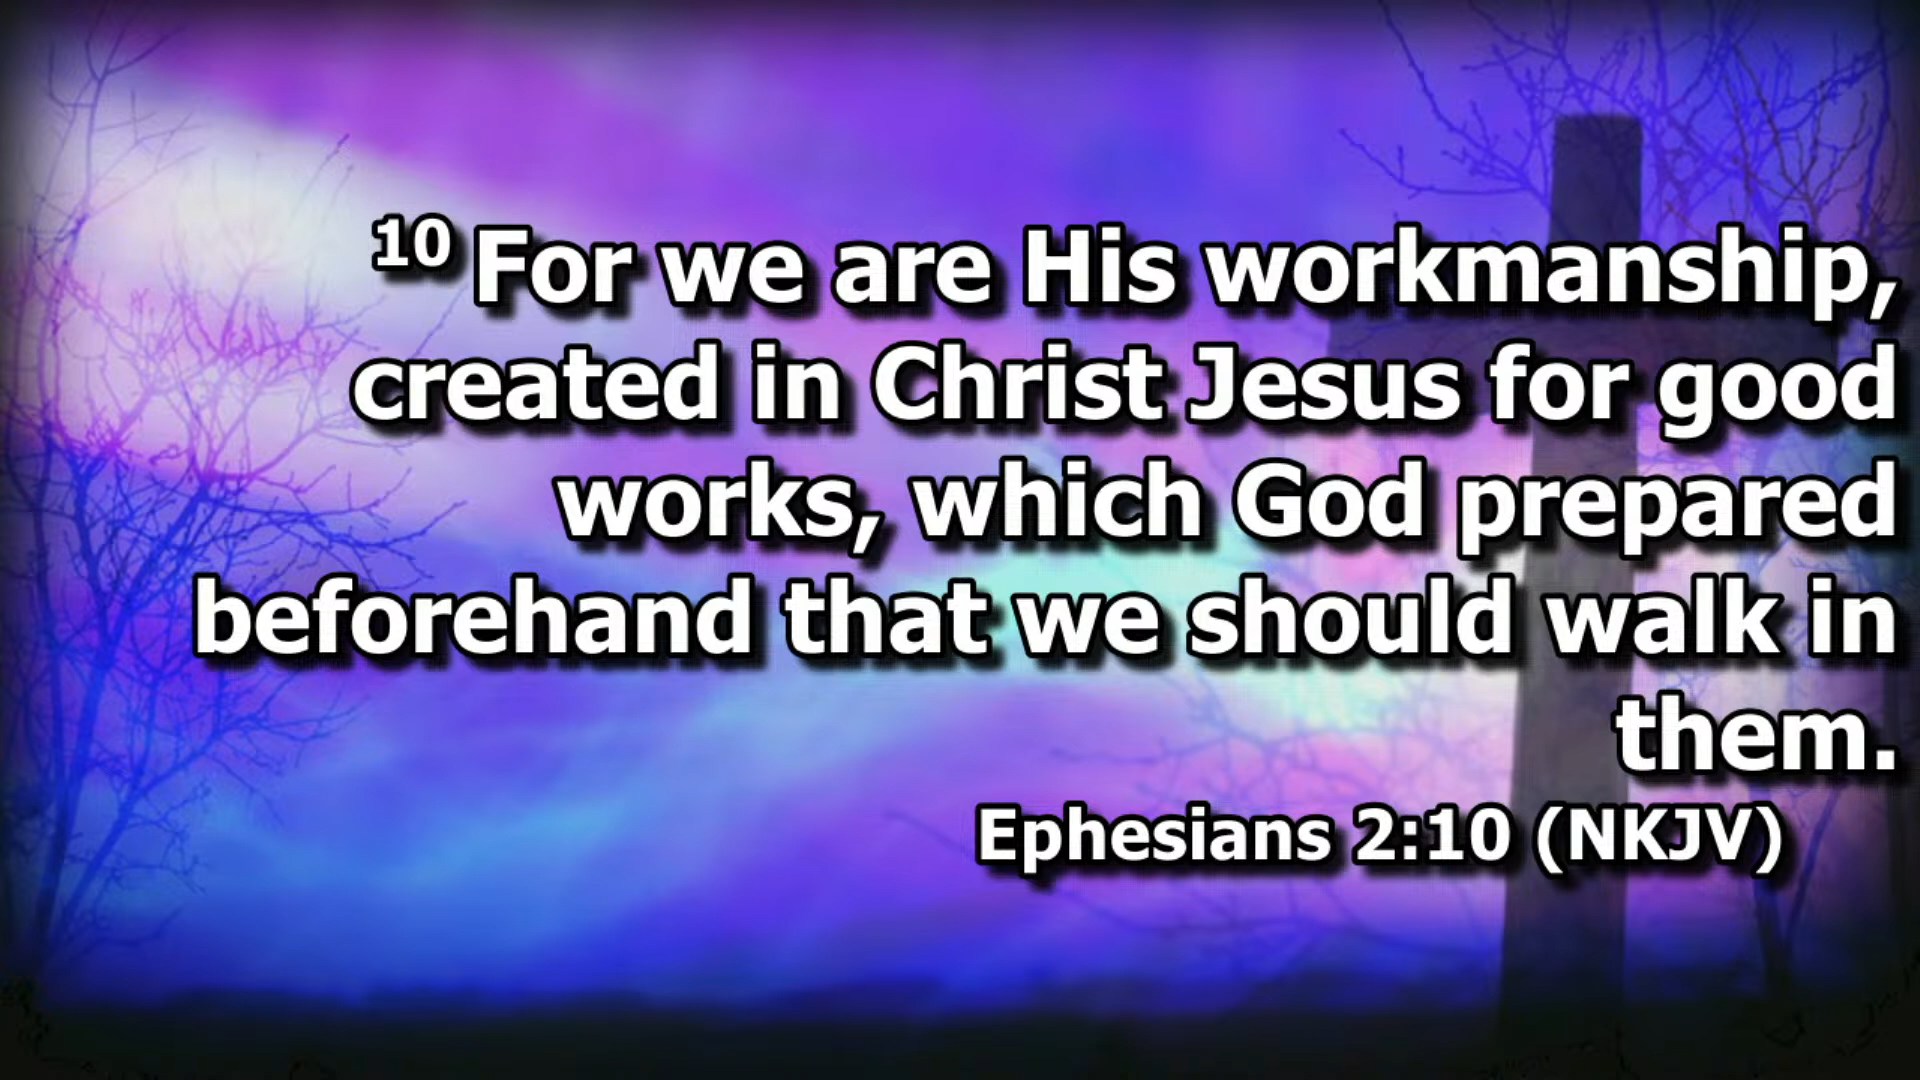 10 For we are His workmanship,
created in Christ Jesus for good
works, which God prepared
beforehand that we should walk in
them.
Ephesians 2:10 (NKJV)